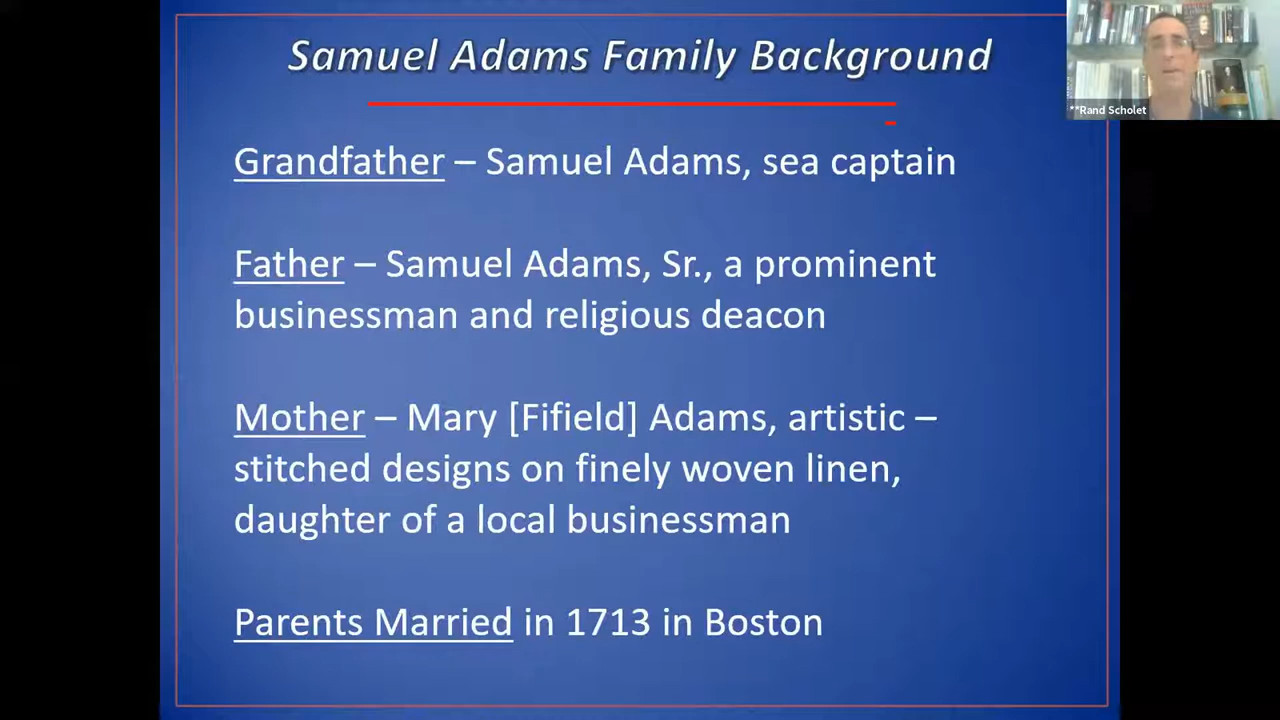 Samuel Adams Family Background
**Rand Scholet
Grandfather – Samuel Adams, sea captain
Father – Samuel Adams, Sr., a prominent
businessman and religious deacon
Mother – Mary [Fifield] Adams, artistic –
stitched designs on finely woven linen,
daughter of a local businessman
Parents Married in 1713 in Boston